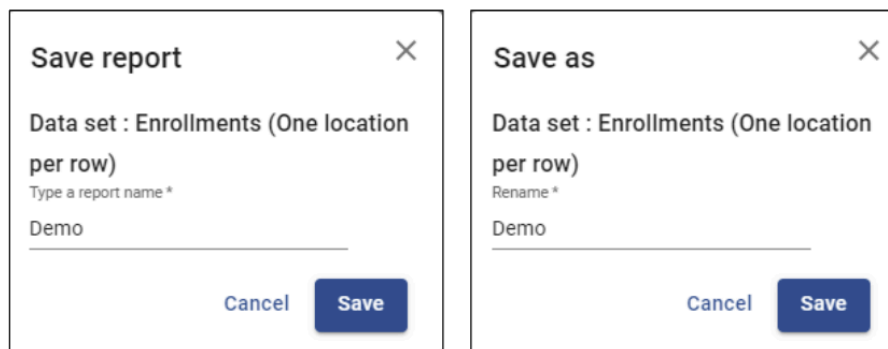 Save report
Data set : Enrollments (One location
per row)
Type a report name *
Demo
Cancel
Save
Save as
Data set : Enrollments (One location
per row)
Rename *
Demo
Cancel
Save